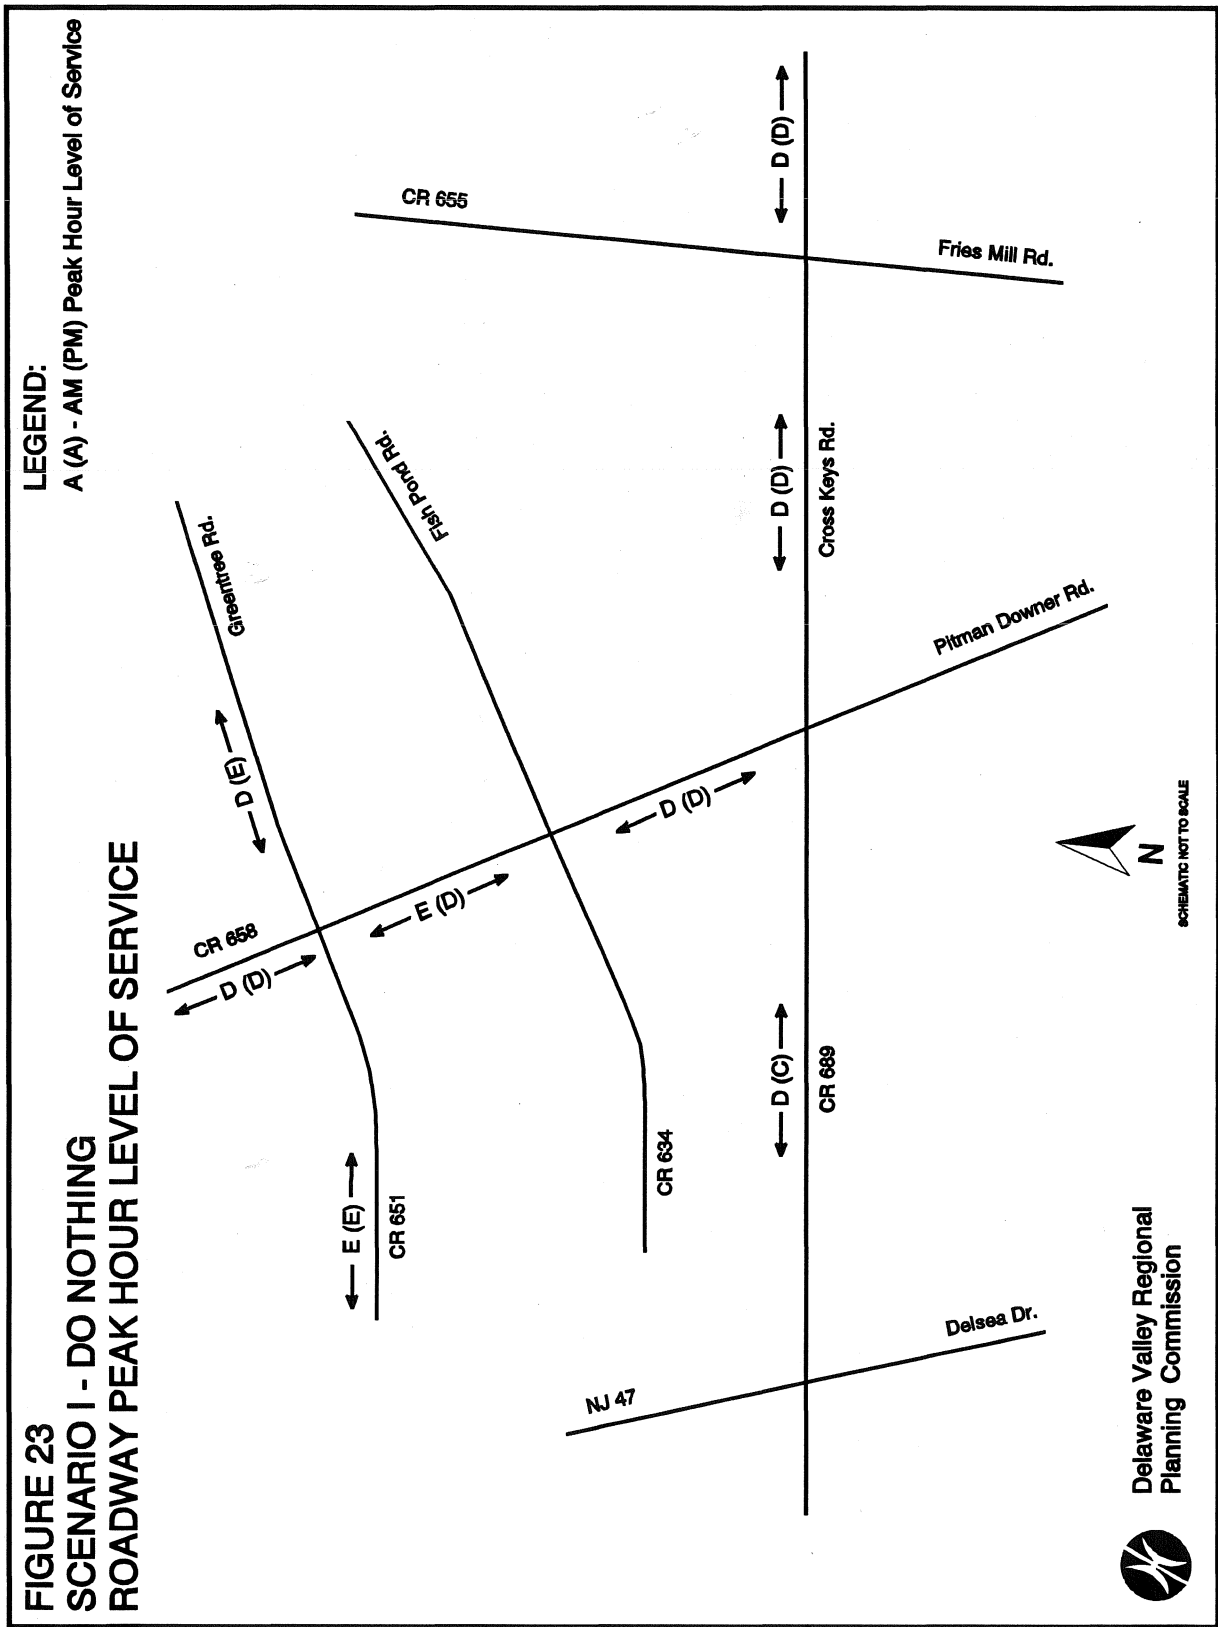 FIGURE 23
SCENARIO I - DO NOTHING
ROADWAY PEAK HOUR LEVEL OF SERVICE
LEGEND:
A (A) - AM (PM) Peak Hour Level of Service
CR 658
D (D)
D (E)
Greentree Rd.
E (E)
CR 651
E (D)
Fish Pond Rd.
CR 655
CR 634
D (D)
NJ 47
D (C)
CR 689
D (D)
Cross Keys Rd.
D (D)
Delsea Dr.
Pitman Downer Rd.
Fries Mill Rd.
Delaware Valley Regional
Planning Commission
N
SCHEMATIC NOT TO SCALE